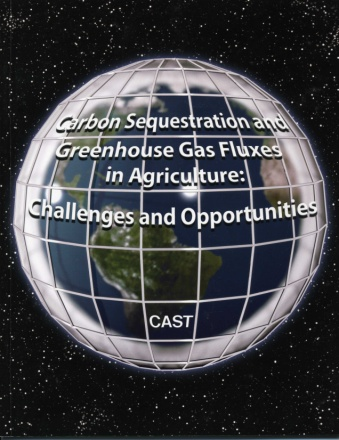 Carbon Sequestration and
Greenhouse Gas Fluxes
in Agriculture:
Challenges and Opportunities
CAST